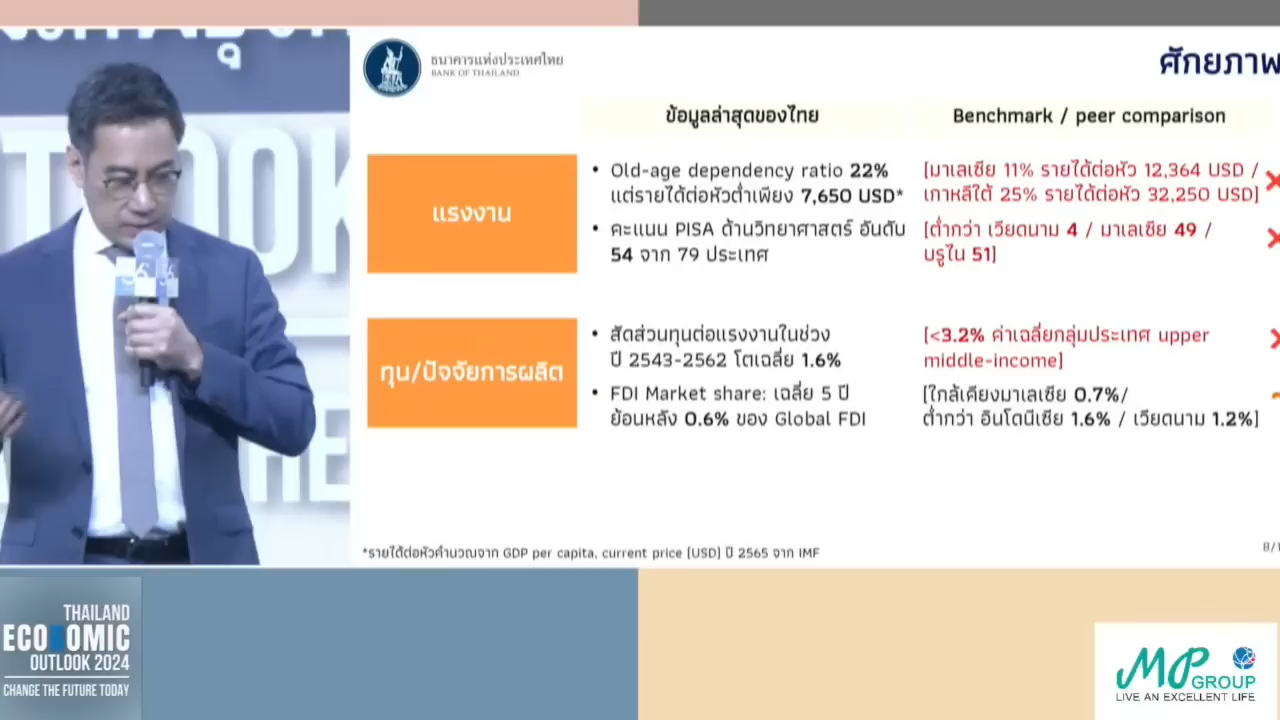 ธนาคารแห่งประเทศไทย
BANK OF THAILAND
ศักยภาพ
ข้อมูลล่าสุดของไทย
Benchmark / peer comparison
แรงงาน
• Old-age dependency ratio 22%
แต่รายได้ต่อหัวต่ำเพียง 7,650 USD*
[มาเลเซีย 11% รายได้ต่อหัว 12,364 USD /
เกาหลีใต้ 25% รายได้ต่อหัว 32,250 USD]
• คะแนน PISA ด้านวิทยาศาสตร์ อันดับ
54 จาก 79 ประเทศ
[ต่ำกว่า เวียดนาม 4 / มาเลเซีย 49 /
บรูไน 51]
ทุน/ปัจจัยการผลิต
• สัดส่วนทุนต่อแรงงานในช่วง
ปี 2543-2562 โตเฉลี่ย 1.6%
[<3.2% ค่าเฉลี่ยกลุ่มประเทศ upper
middle-income]
• FDI Market share: เฉลี่ย 5 ปี
ย้อนหลัง 0.6% ของ Global FDI
[ใกล้เคียงมาเลเซีย 0.7%/
ต่ำกว่า อินโดนีเซีย 1.6% / เวียดนาม 1.2%]
*รายได้ต่อหัวคำนวณจาก GDP per capita, current price (USD) ปี 2565 จาก IMF
8/1
THAILAND
ECONOMIC
OUTLOOK 2024
CHANGE THE FUTURE TODAY
MP GROUP
LIVE AN EXCELLENT LIFE